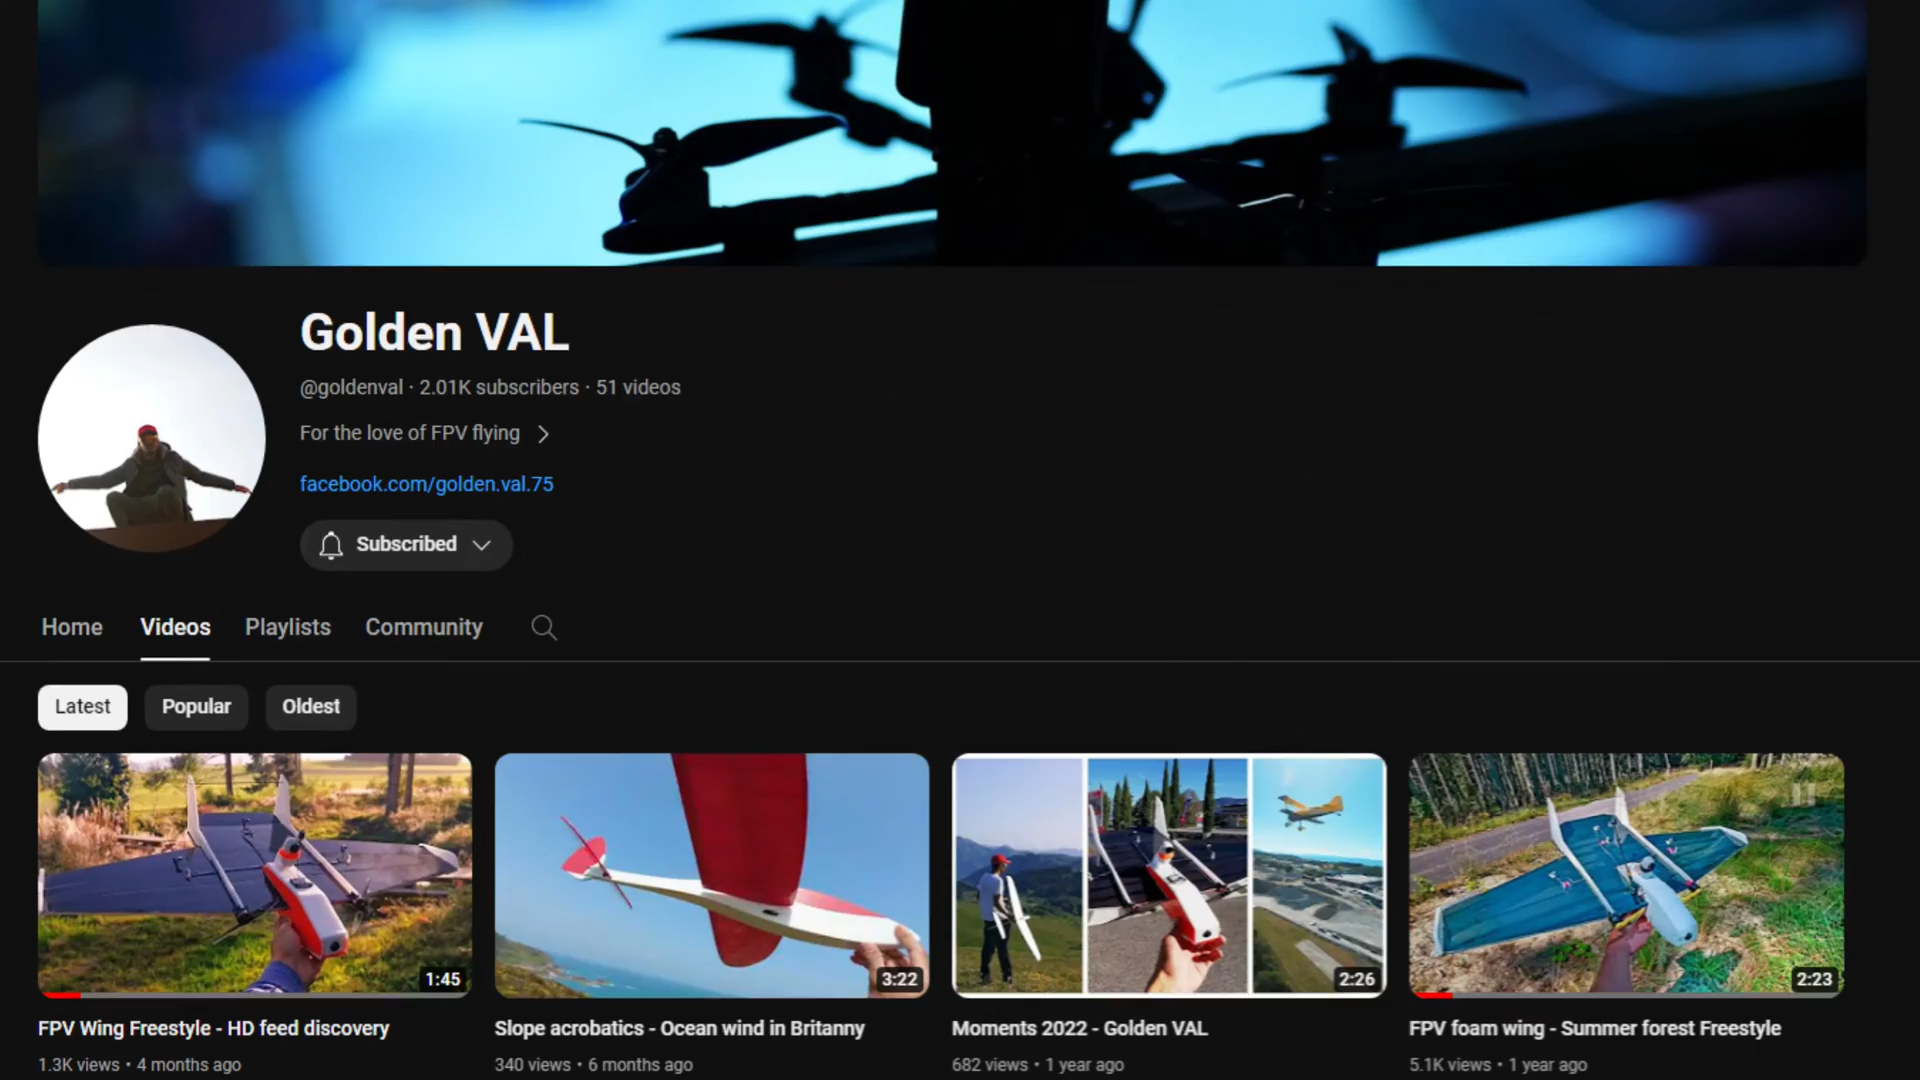 Golden VAL
@goldenval · 2.01K subscribers · 51 videos
For the love of FPV flying
facebook.com/golden.val.75
Subscribed
Home Videos Playlists Community
Latest Popular Oldest
1:45 3:22 2:26 2:23
FPV Wing Freestyle - HD feed discovery
1.3K views • 4 months ago
Slope acrobatics - Ocean wind in Britanny
340 views • 6 months ago
Moments 2022 - Golden VAL
682 views • 1 year ago
FPV foam wing - Summer forest Freestyle
5.1K views • 1 year ago